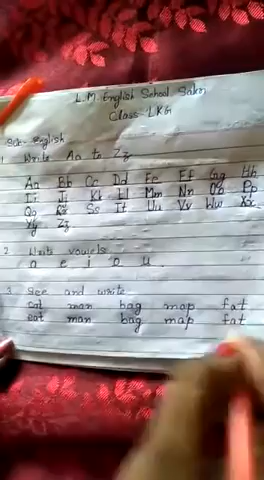 L.M. English School Salon
Class - LKG
Sub- English
1. Write Aa to Zz
Aa Bb Cc Dd Ee Ff Gg Hh
Ii Jj Kk Ll Mm Nn Oo Pp
Qq Rr Ss Tt Uu Vv Ww Xx
Yy Zz
2. Write vowels
a e i o u .
3. See and write
cat man bag map fat
cat man bag map fat